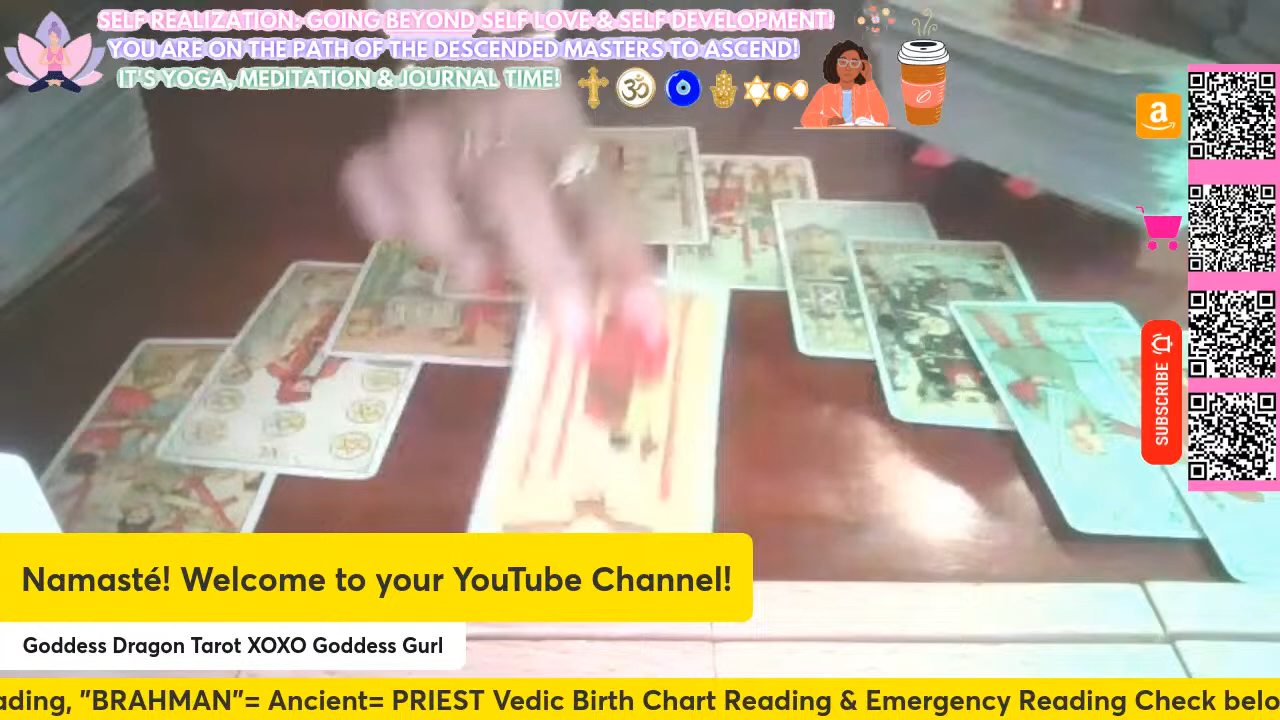 SELF REALIZATION: GOING BEYOND SELF LOVE & SELF DEVELOPMENT!
YOU ARE ON THE PATH OF THE DESCENDED MASTERS TO ASCEND!
IT'S YOGA, MEDITATION & JOURNAL TIME!
ॐ
a
SUBSCRIBE
Namasté! Welcome to your YouTube Channel!
Goddess Dragon Tarot XOXO Goddess Gurl
ading, "BRAHMAN"= Ancient= PRIEST Vedic Birth Chart Reading & Emergency Reading Check belo